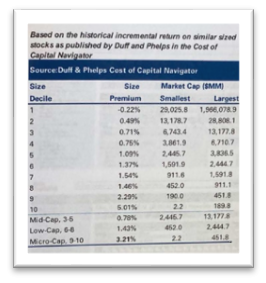 Based on the historical incremental return on similar sized
stocks as published by Duff and Phelps in the Cost of
Capital Navigator
Source: Duff & Phelps Cost of Capital Navigator
Size Size Market Cap ($MM)
Decile Premium Smallest Largest
1 -0.22% 29,025.8 1,966,078.9
2 0.49% 13,178.7 28,808.1
3 0.71% 6,743.4 13,177.8
4 0.75% 3,861.9 6,710.7
5 1.09% 2,445.7 3,836.5
6 1.37% 1,591.9 2,444.7
7 1.54% 911.6 1,591.8
8 1.46% 452.0 911.1
9 2.29% 190.0 451.8
10 5.01% 2.2 189.8
Mid-Cap, 3-5 0.78% 2,445.7 13,177.8
Low-Cap, 6-8 1.43% 452.0 2,444.7
Micro-Cap, 9-10 3.21% 2.2 451.8